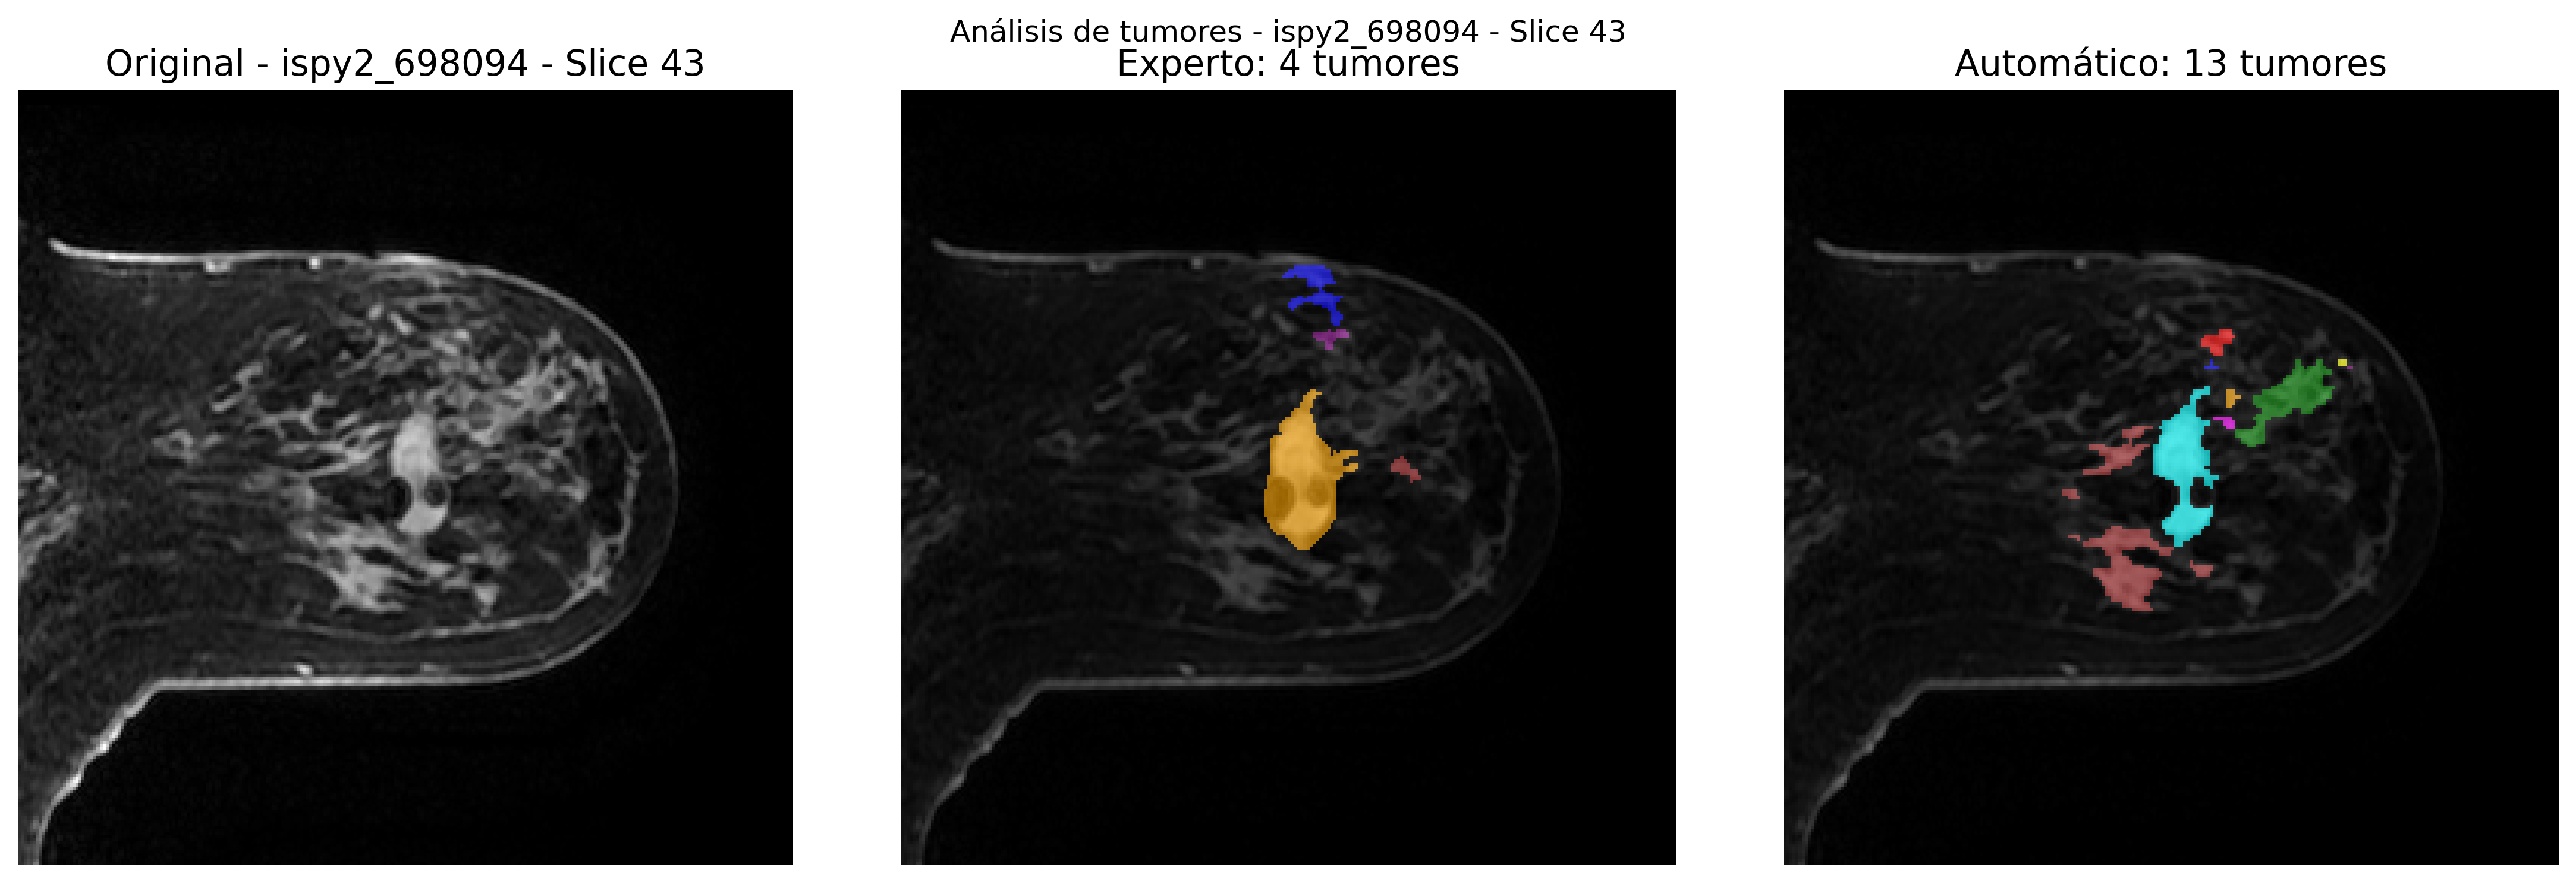 Análisis de tumores - ispy2_698094 - Slice 43
Original - ispy2_698094 - Slice 43
Experto: 4 tumores
Automático: 13 tumores